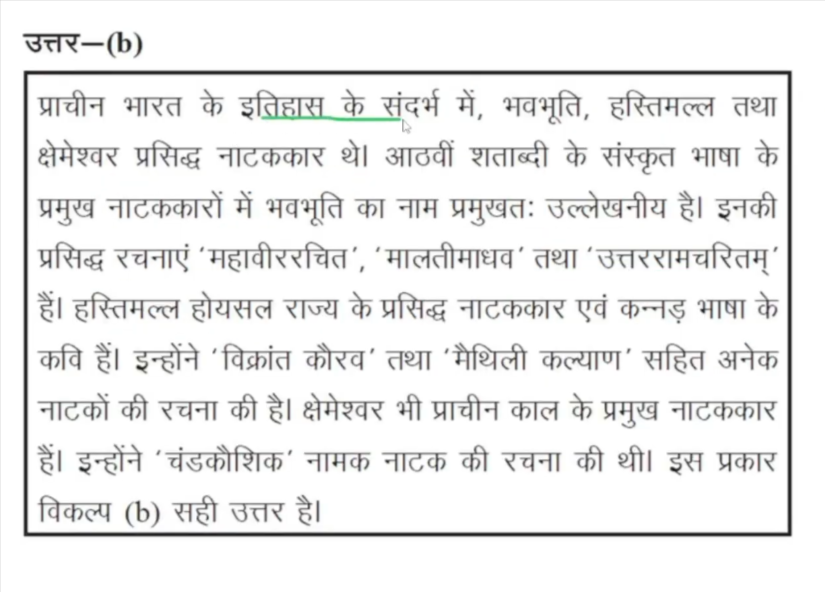 उत्तर—(b)
प्राचीन भारत के इतिहास के संदर्भ में, भवभूति, हस्तिमल्ल तथा
क्षेमेश्वर प्रसिद्ध नाटककार थे। आठवीं शताब्दी के संस्कृत भाषा के
प्रमुख नाटककारों में भवभूति का नाम प्रमुखतः उल्लेखनीय है। इनकी
प्रसिद्ध रचनाएं ‘महावीररचित’, ‘मालतीमाधव’ तथा ‘उत्तररामचरितम्’
हैं। हस्तिमल्ल होयसल राज्य के प्रसिद्ध नाटककार एवं कन्नड़ भाषा के
कवि हैं। इन्होंने ‘विक्रांत कौरव’ तथा ‘मैथिली कल्याण’ सहित अनेक
नाटकों की रचना की है। क्षेमेश्वर भी प्राचीन काल के प्रमुख नाटककार
हैं। इन्होंने ‘चंडकौशिक’ नामक नाटक की रचना की थी। इस प्रकार
विकल्प (b) सही उत्तर है।